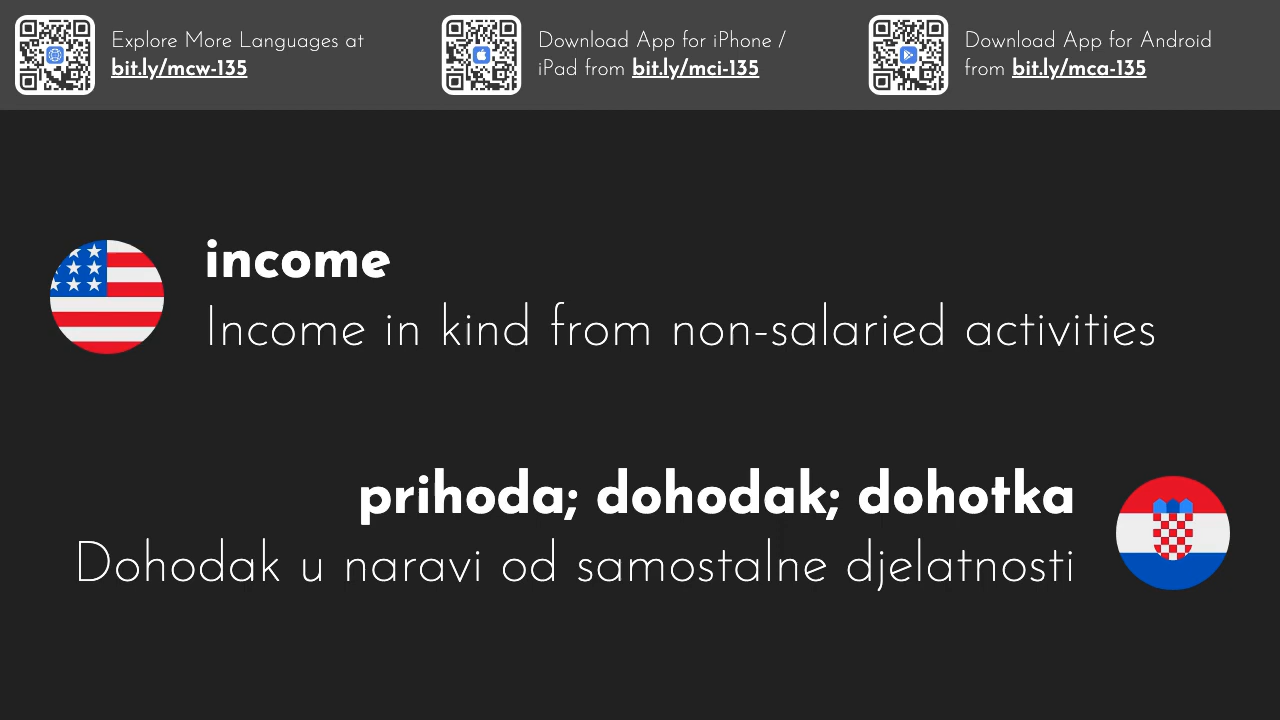 Explore More Languages at
bit.ly/mcw-135
Download App for iPhone /
iPad from bit.ly/mci-135
Download App for Android
from bit.ly/mca-135
income
Income in kind from non-salaried activities
prihoda; dohodak; dohotka
Dohodak u naravi od samostalne djelatnosti